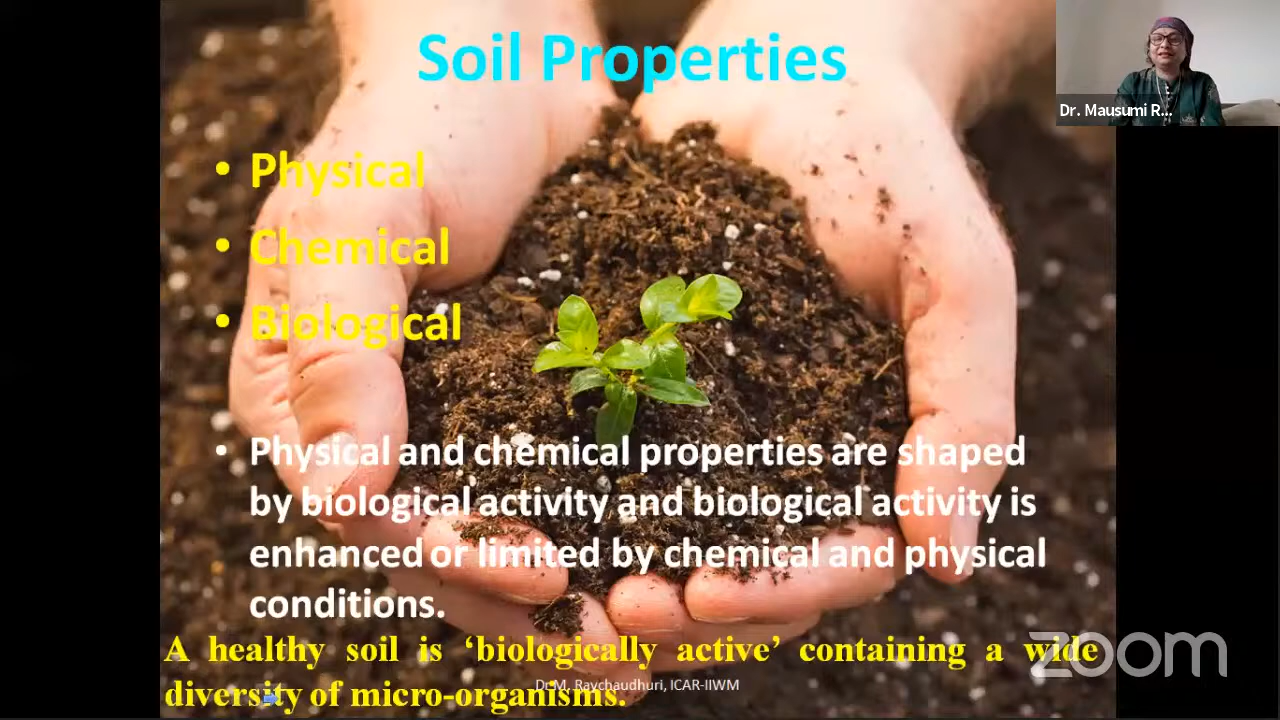 Soil Properties
Dr. Mausumi R...
• Physical
• Chemical
• Biological
• Physical and chemical properties are shaped
by biological activity and biological activity is
enhanced or limited by chemical and physical
conditions.
A healthy soil is ‘biologically active’ containing a wide
diversity of micro-organisms.
Dr M. Raychaudhuri, ICAR-IIWM
zoom